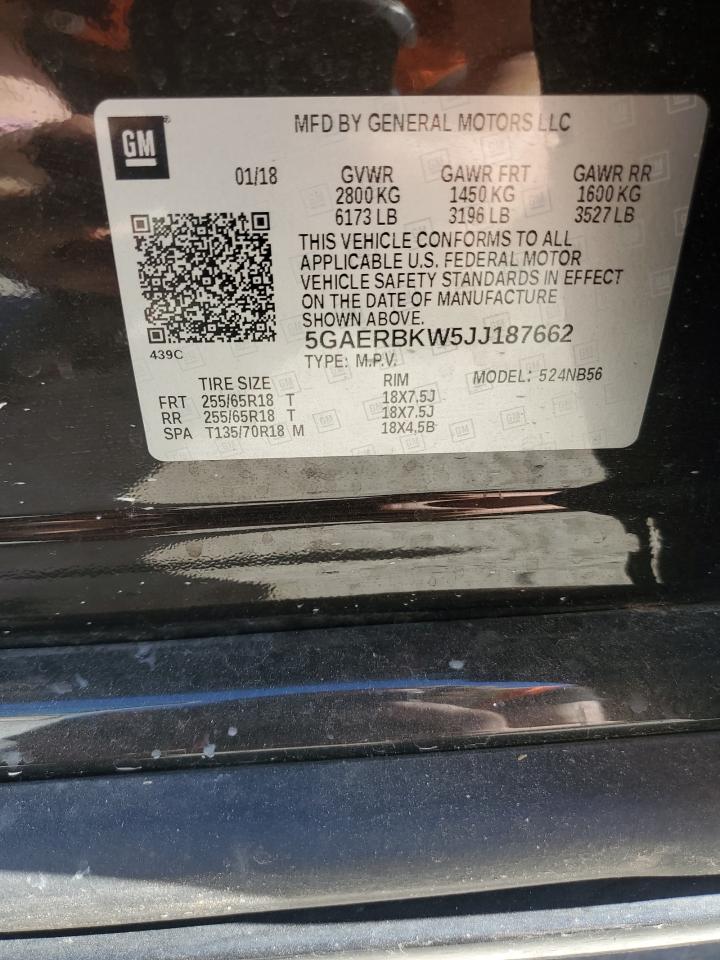 GM
MFD BY GENERAL MOTORS LLC
01/18 GVWR GAWR FRT GAWR RR
2800 KG 1450 KG 1600 KG
6173 LB 3196 LB 3527 LB
THIS VEHICLE CONFORMS TO ALL
APPLICABLE U.S. FEDERAL MOTOR
VEHICLE SAFETY STANDARDS IN EFFECT
ON THE DATE OF MANUFACTURE
SHOWN ABOVE.
5GAERBKW5JJ187662
439C
TYPE: M.P.V.
TIRE SIZE RIM MODEL: 524NB56
FRT 255/65R18 T 18X7,5J
RR 255/65R18 T 18X7,5J
SPA T135/70R18 M 18X4,5B